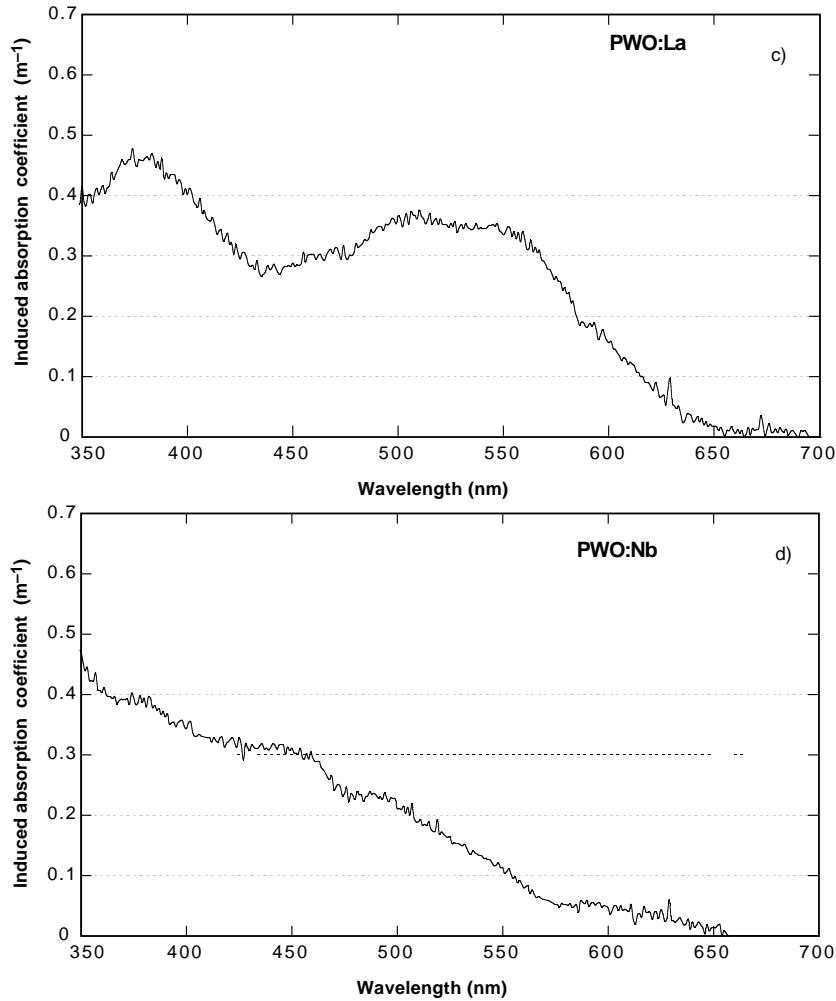 0.7
PWO:La
c)
0.6
0.5
0.4
0.3
0.2
0.1
0
350 400 450 500 550 600 650 700
Induced absorption coefficient (m⁻¹)
Wavelength (nm)
0.7
PWO:Nb
d)
0.6
0.5
0.4
0.3
0.2
0.1
0
350 400 450 500 550 600 650 700
Induced absorption coefficient (m⁻¹)
Wavelength (nm)